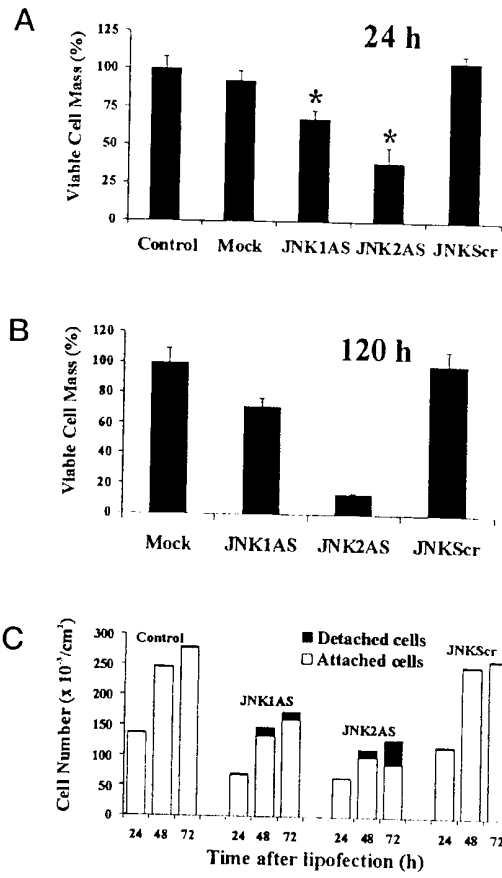 A
24 h
Viable Cell Mass (%)
125
100
75
50
25
0
*
*
Control Mock JNK1AS JNK2AS JNKScr
B
120 h
Viable Cell Mass (%)
120
100
80
60
40
20
0
Mock JNK1AS JNK2AS JNKScr
C
Cell Number (x 10⁻³/cm²)
300
250
200
150
100
50
0
Control
JNK1AS
JNK2AS
JNKScr
Detached cells
Attached cells
24 48 72 24 48 72 24 48 72 24 48 72
Time after lipofection (h)